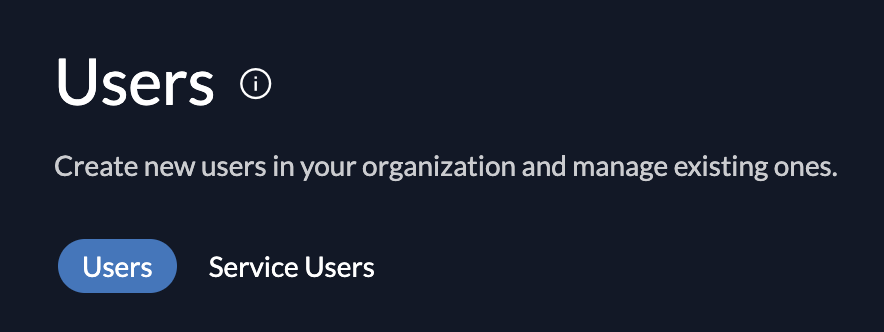 Users
Create new users in your organization and manage existing ones.
Users Service Users